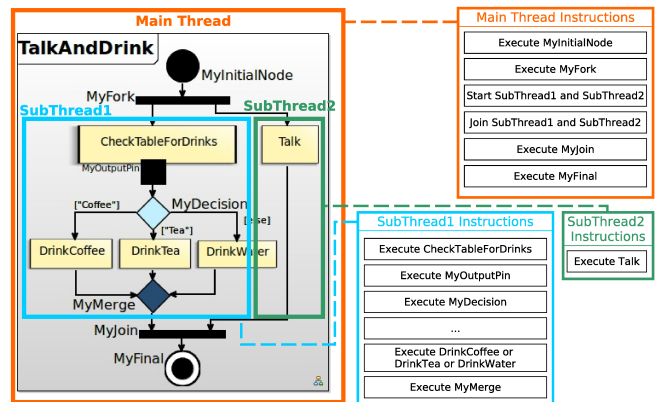 Main Thread
TalkAndDrink
MyInitialNode
MyFork
SubThread1
SubThread2
CheckTableForDrinks
Talk
MyOutputPin
MyDecision
["Coffee"]
["Tea"]
[else]
DrinkCoffee
DrinkTea
DrinkWater
MyMerge
MyJoin
MyFinal
Main Thread Instructions
Execute MyInitialNode
Execute MyFork
Start SubThread1 and SubThread2
Join SubThread1 and SubThread2
Execute MyJoin
Execute MyFinal
SubThread1 Instructions
Execute CheckTableForDrinks
Execute MyOutputPin
Execute MyDecision
...
Execute DrinkCoffee or
DrinkTea or DrinkWater
Execute MyMerge
SubThread2
Instructions
Execute Talk